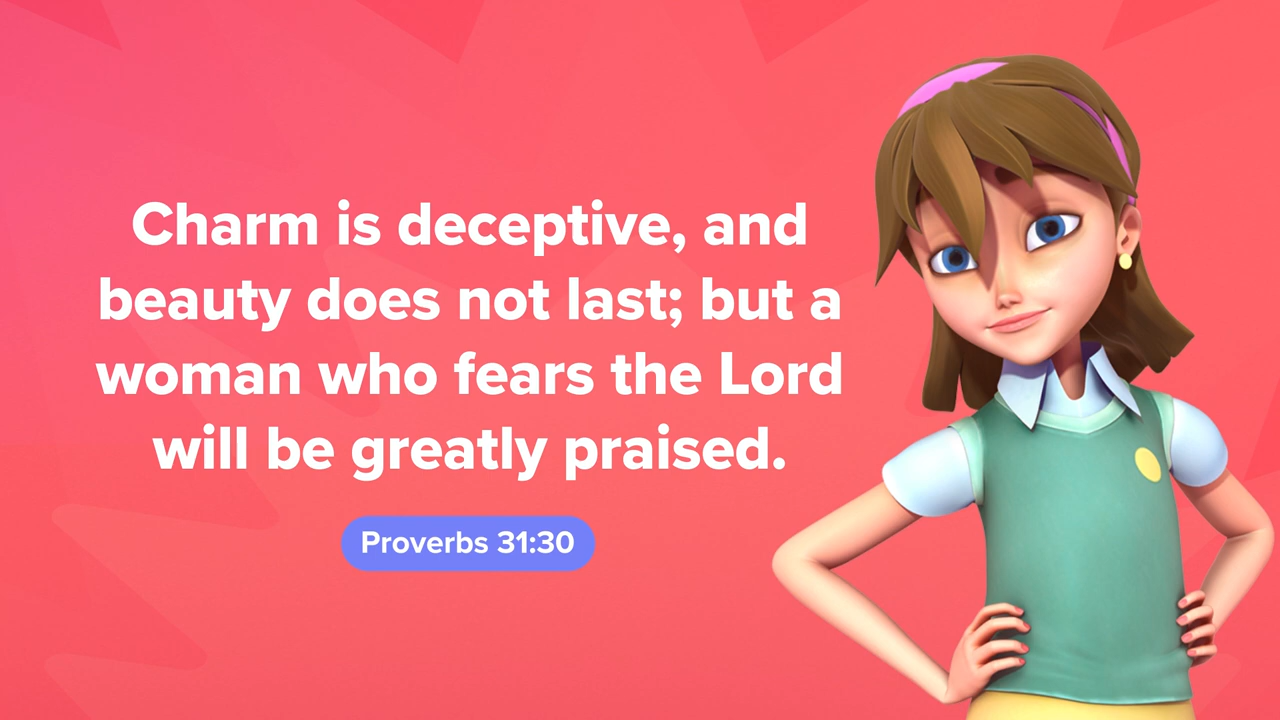 Charm is deceptive, and
beauty does not last; but a
woman who fears the Lord
will be greatly praised.
Proverbs 31:30